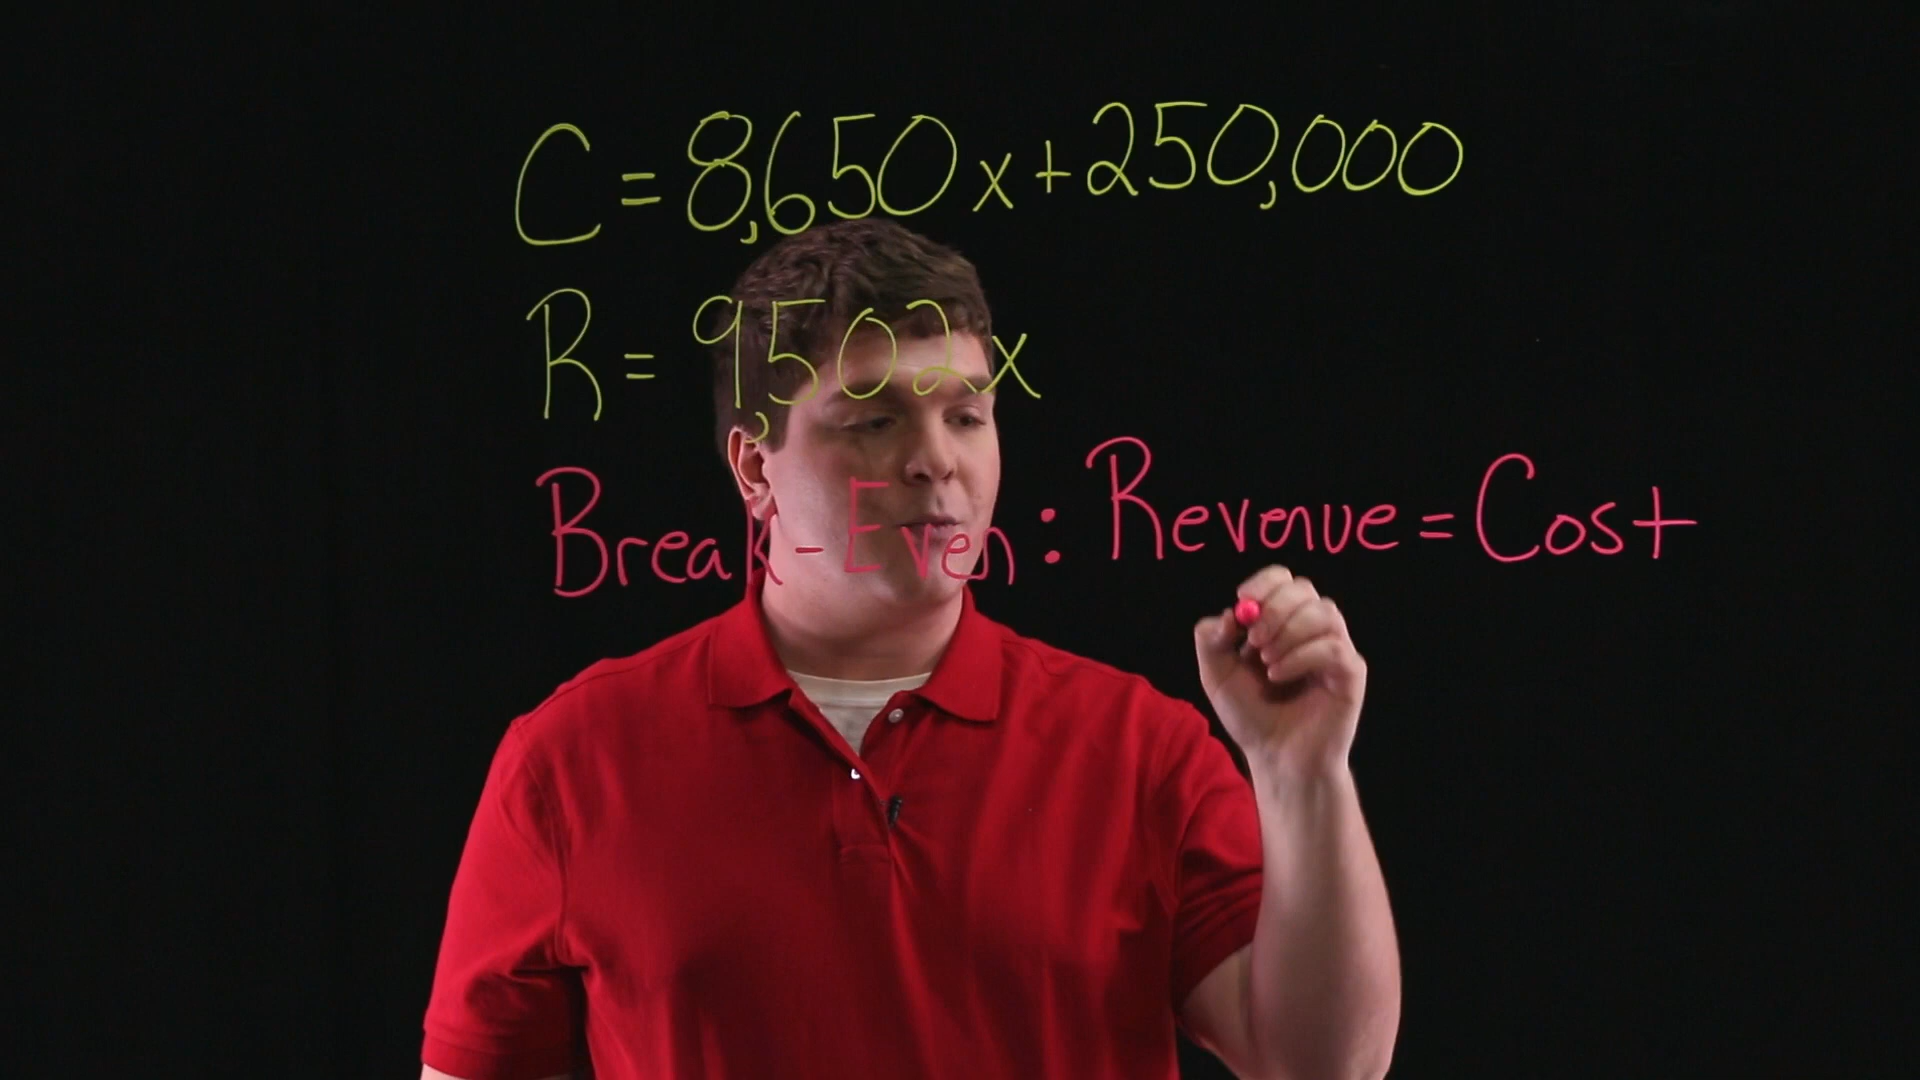 C = 8,650x + 250,000
R = 9,502x
Break-Even: Revenue = Cost